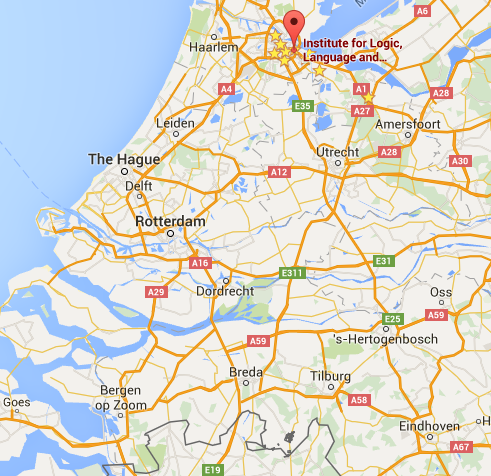 A6
Haarlem
Institute for Logic,
Language and...
A4
A1
A28
E35
A27
Leiden
Amersfoort
Utrecht
A28
The Hague
A30
A12
Delft
Rotterdam
A16
E31
E311
A29
Dordrecht
Oss
A59
E25
's-Hertogenbosch
A59
Breda
Tilburg
Bergen
op Zoom
Goes
A58
Eindhoven
H
A67
E19